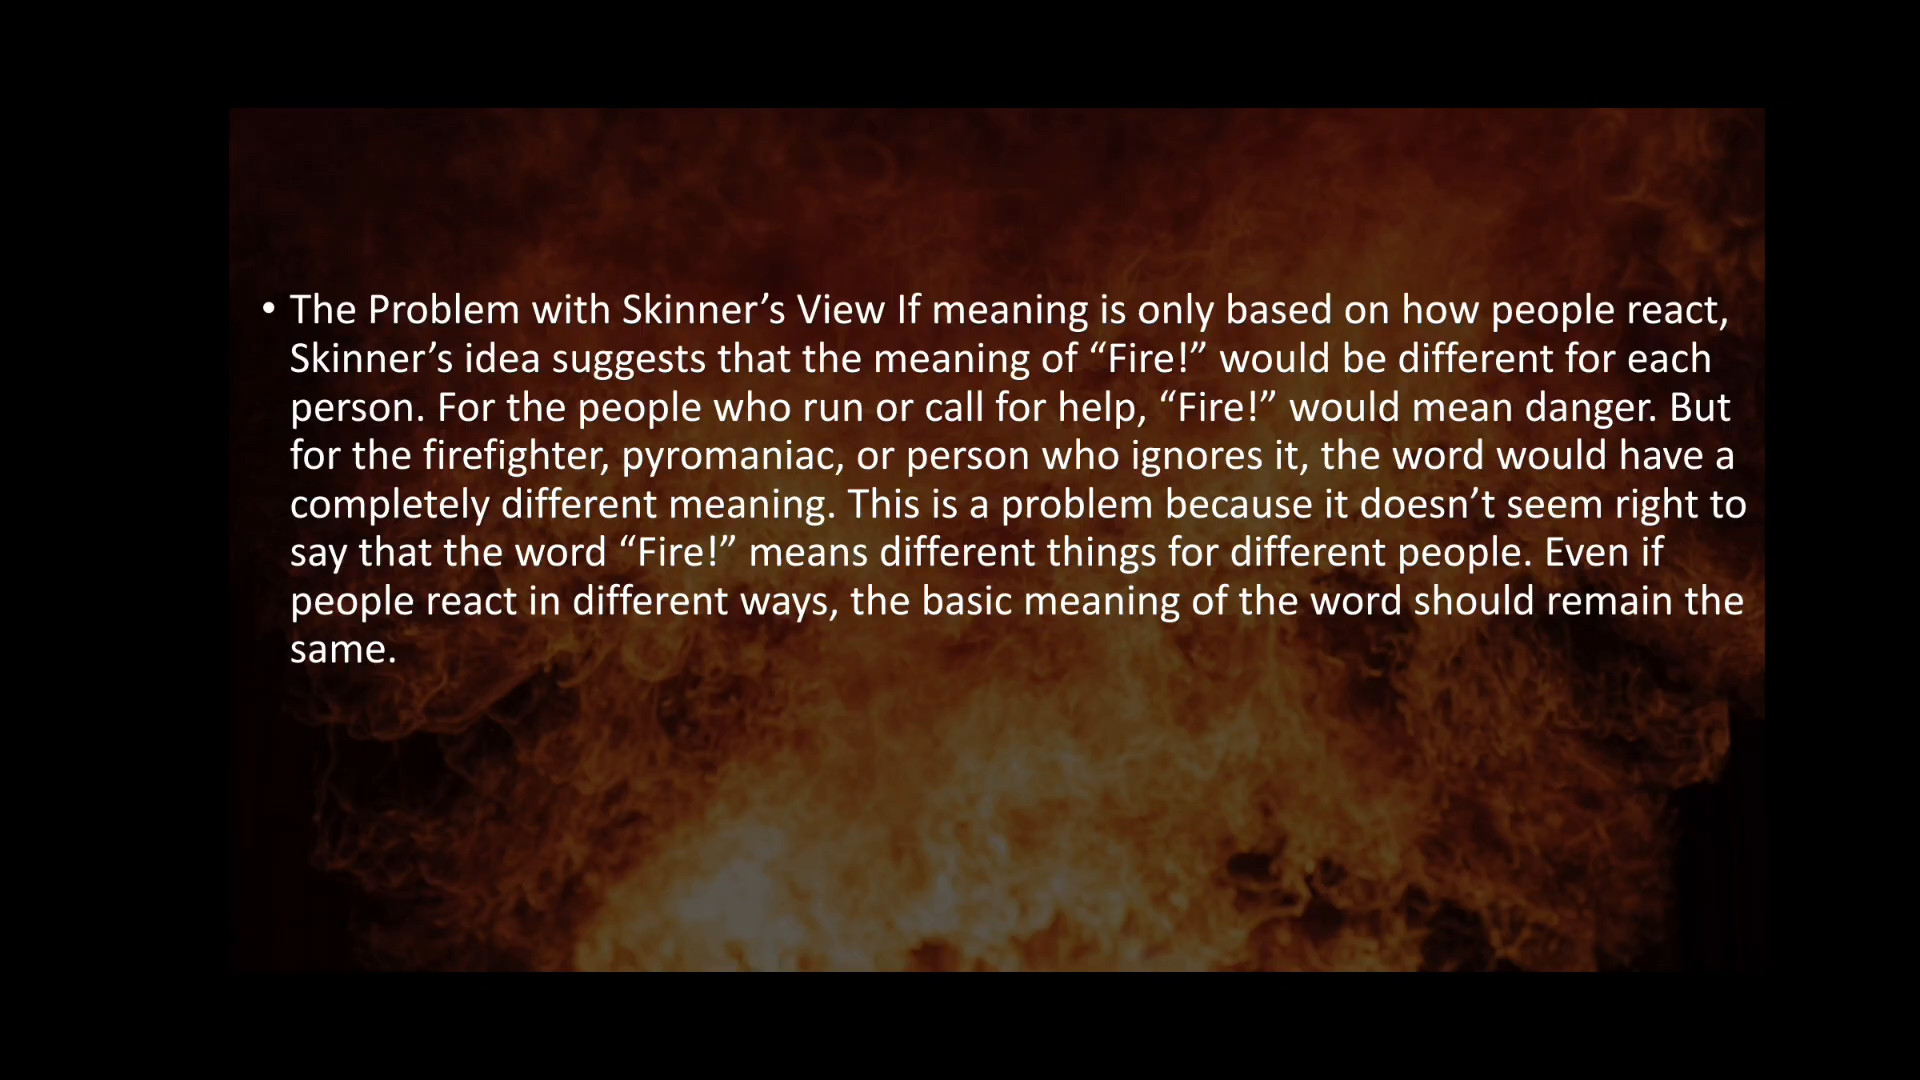 • The Problem with Skinner’s View If meaning is only based on how people react,
Skinner’s idea suggests that the meaning of “Fire!” would be different for each
person. For the people who run or call for help, “Fire!” would mean danger. But
for the firefighter, pyromaniac, or person who ignores it, the word would have a
completely different meaning. This is a problem because it doesn’t seem right to
say that the word “Fire!” means different things for different people. Even if
people react in different ways, the basic meaning of the word should remain the
same.